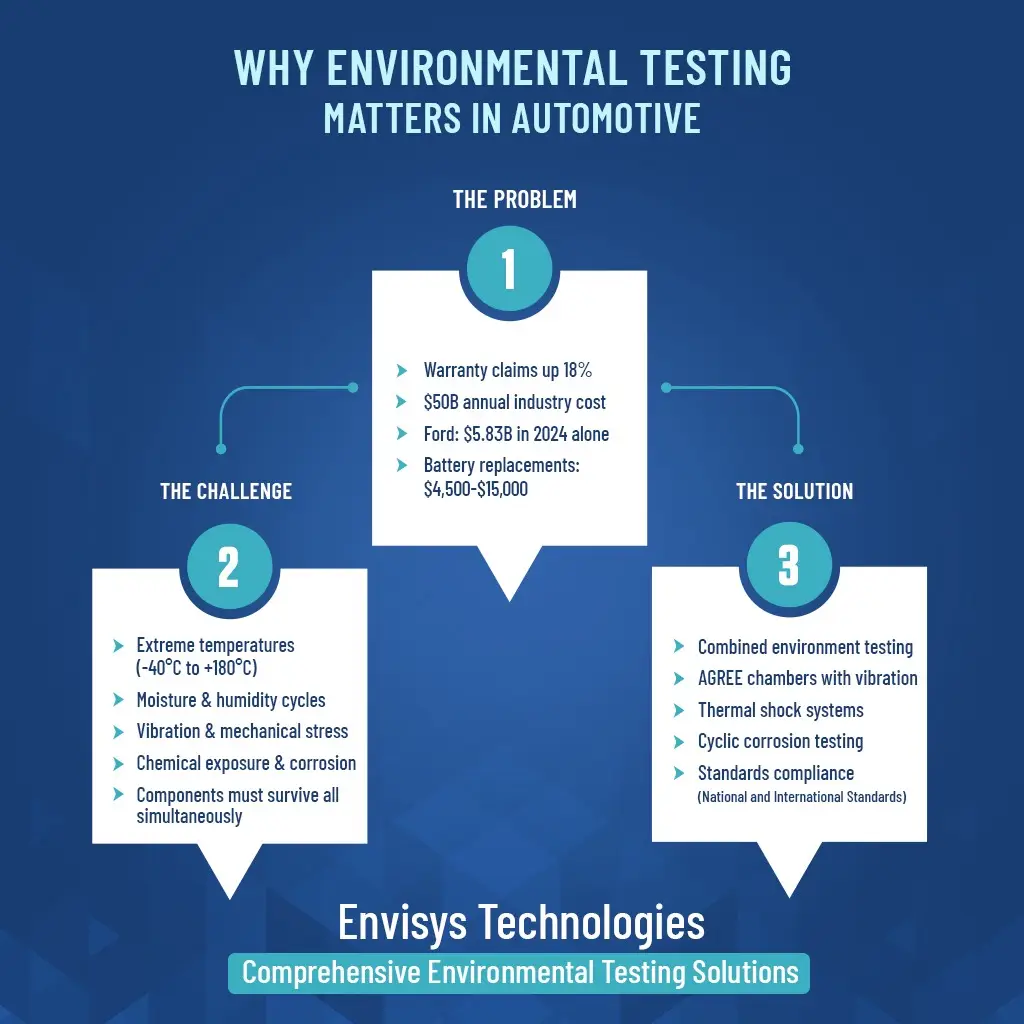 WHY ENVIRONMENTAL TESTING
MATTERS IN AUTOMOTIVE
THE PROBLEM
1
Warranty claims up 18%
$50B annual industry cost
Ford: $5.83B in 2024 alone
Battery replacements:
$4,500-$15,000
THE CHALLENGE
2
Extreme temperatures
(-40°C to +180°C)
Moisture & humidity cycles
Vibration & mechanical stress
Chemical exposure & corrosion
Components must survive all
simultaneously
THE SOLUTION
3
Combined environment testing
AGREE chambers with vibration
Thermal shock systems
Cyclic corrosion testing
Standards compliance
(National and International Standards)
Envisys Technologies
Comprehensive Environmental Testing Solutions